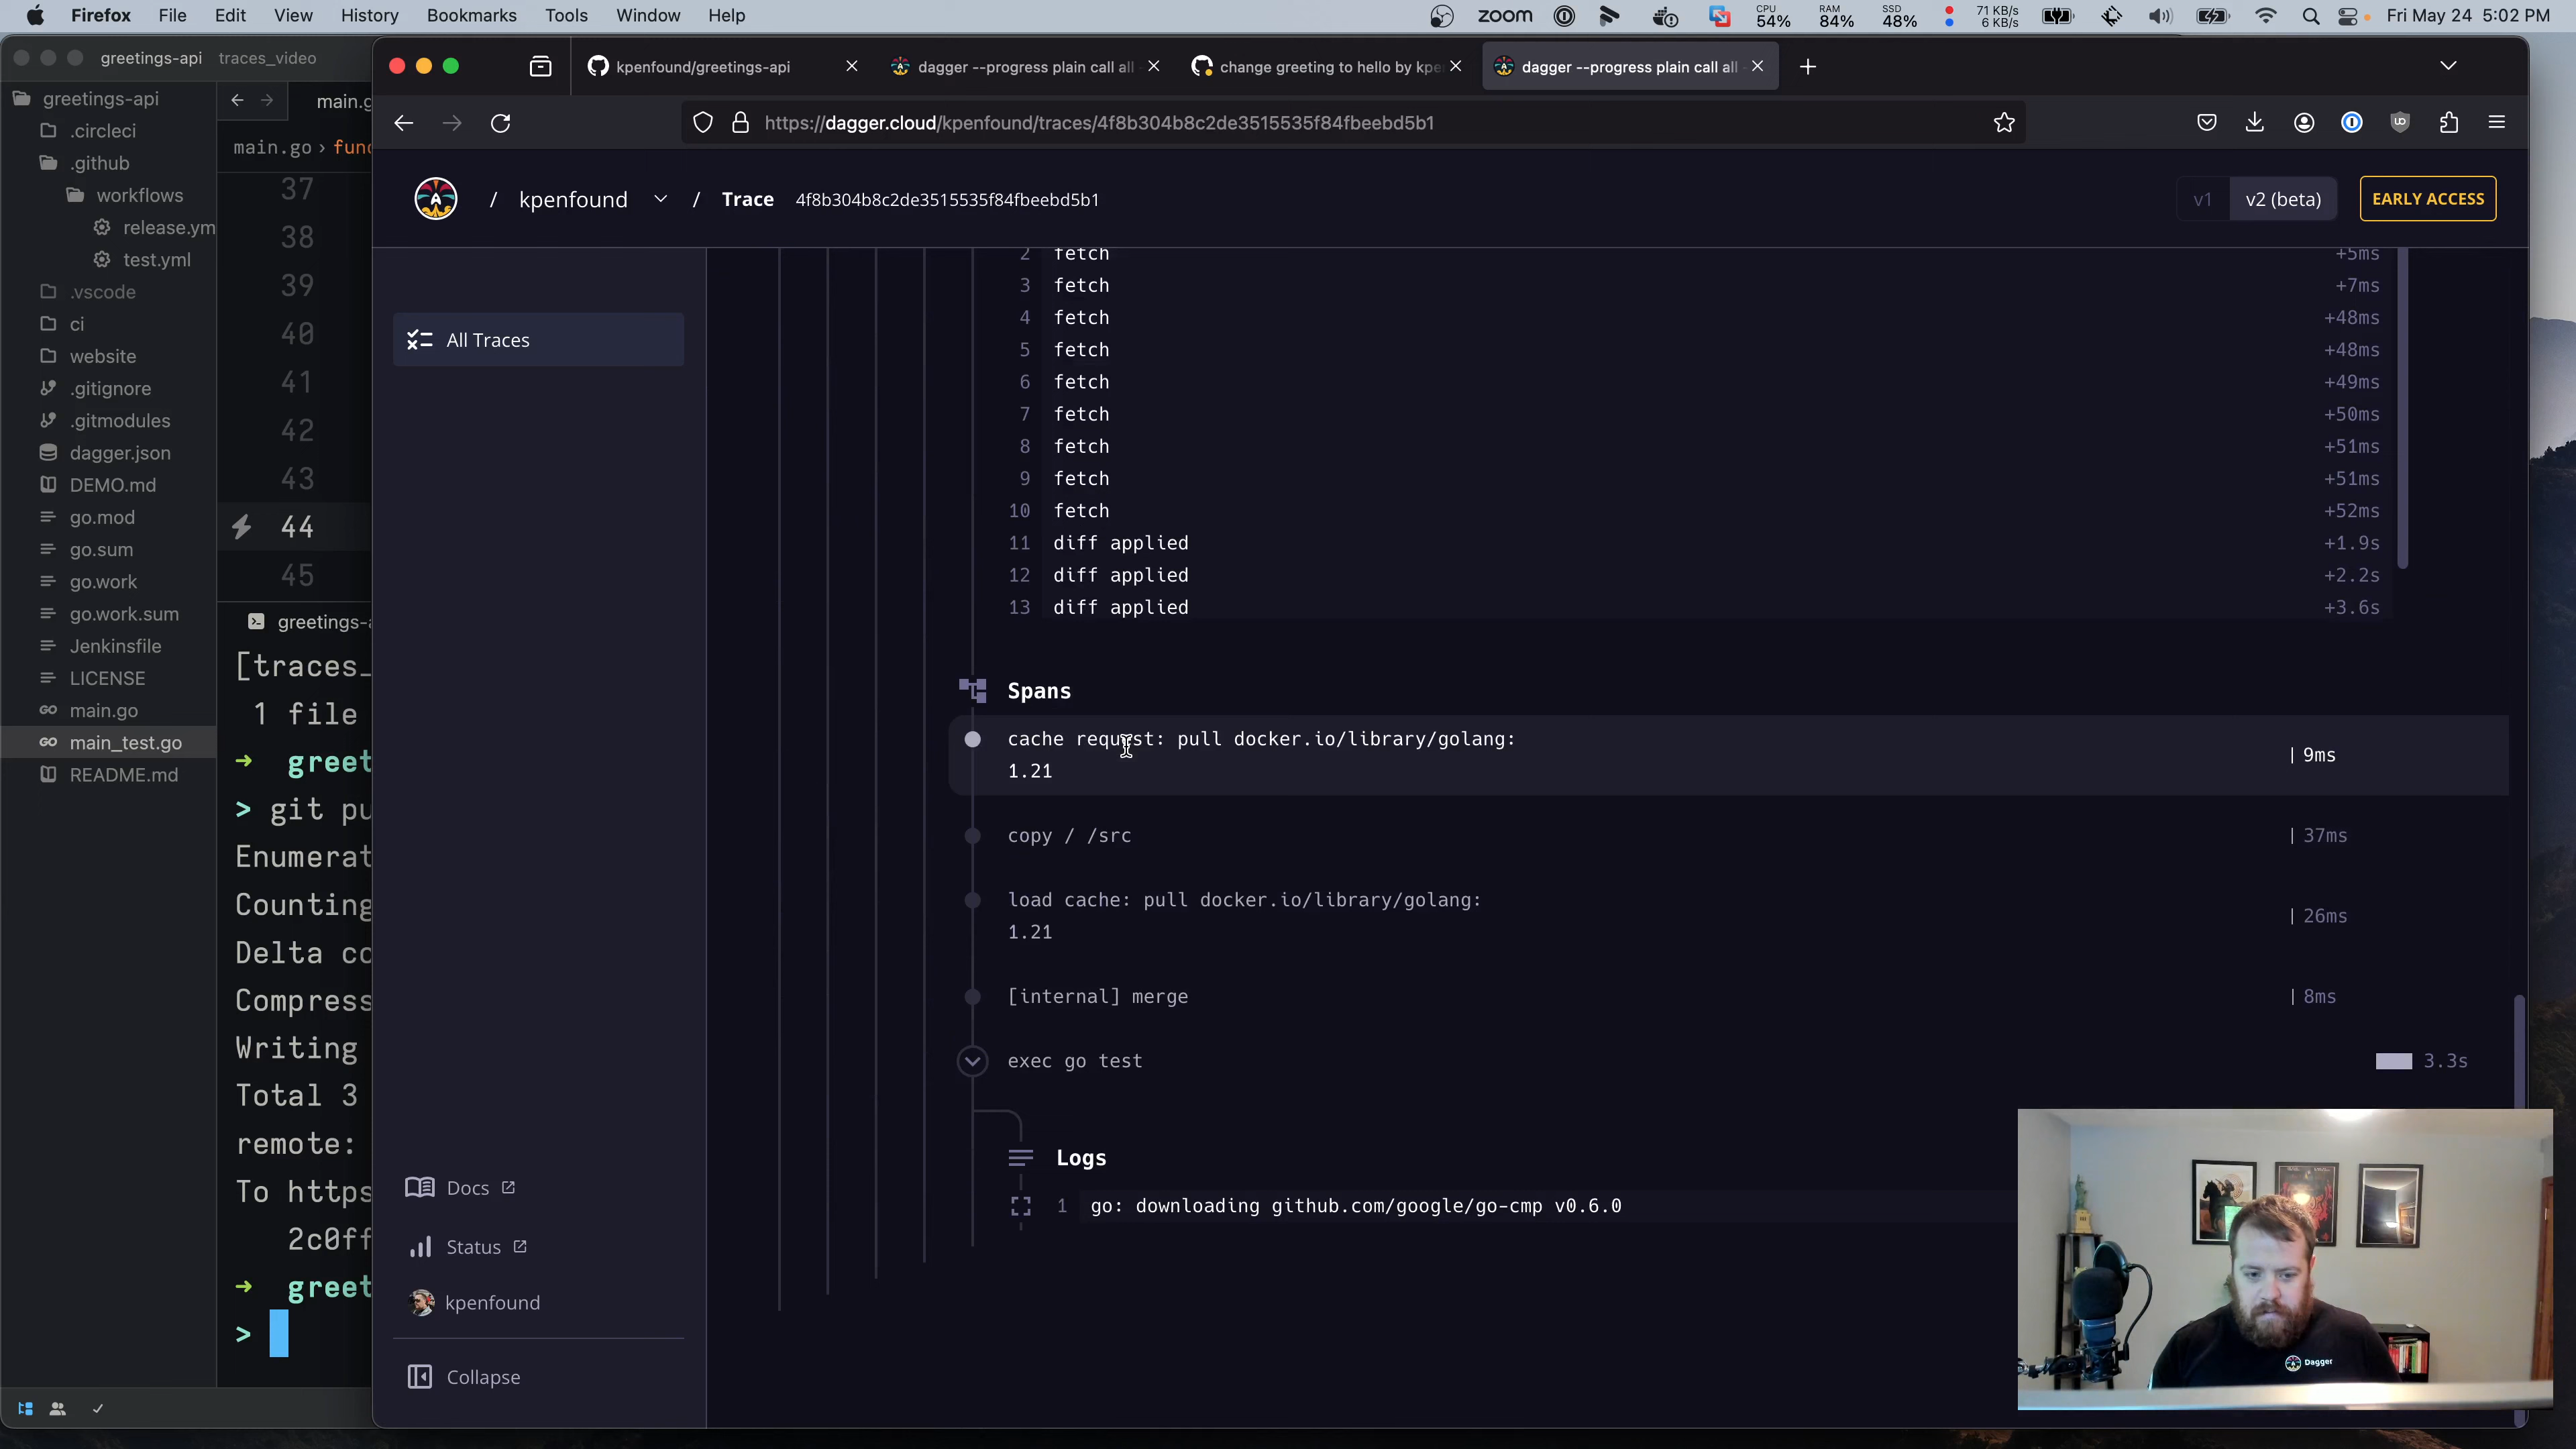 Firefox File Edit View History Bookmarks Tools Window Help
zoom CPU 54% RAM 84% SSD 48% 71 KB/s 6 KB/s Fri May 24 5:02 PM
greetings-api traces_video
kpenfound/greetings-api
dagger --progress plain call all
change greeting to hello by kpe
dagger --progress plain call all
https://dagger.cloud/kpenfound/traces/4f8b304b8c2de3515535f84fbeebd5b1
/ kpenfound / Trace 4f8b304b8c2de3515535f84fbeebd5b1
v1 v2 (beta) EARLY ACCESS
greetings-api
.circleci
.github
workflows
release.ym
test.yml
.vscode
ci
website
.gitignore
.gitmodules
dagger.json
DEMO.md
go.mod
go.sum
go.work
go.work.sum
Jenkinsfile
LICENSE
main.go
main_test.go
README.md
main.g
main.go › func
37
38
39
40
41
42
43
44
45
greetings-a
[traces_
1 file
➜ greet
> git pu
Enumerat
Counting
Delta co
Compress
Writing
Total 3
remote:
To https
2c0ff
➜ greet
>
All Traces
Docs
Status
kpenfound
Collapse
2 fetch +5ms
3 fetch +7ms
4 fetch +48ms
5 fetch +48ms
6 fetch +49ms
7 fetch +50ms
8 fetch +51ms
9 fetch +51ms
10 fetch +52ms
11 diff applied +1.9s
12 diff applied +2.2s
13 diff applied +3.6s
Spans
cache request: pull docker.io/library/golang:
1.21
9ms
copy / /src 37ms
load cache: pull docker.io/library/golang:
1.21
26ms
[internal] merge 8ms
exec go test 3.3s
Logs
1 go: downloading github.com/google/go-cmp v0.6.0
Dagger